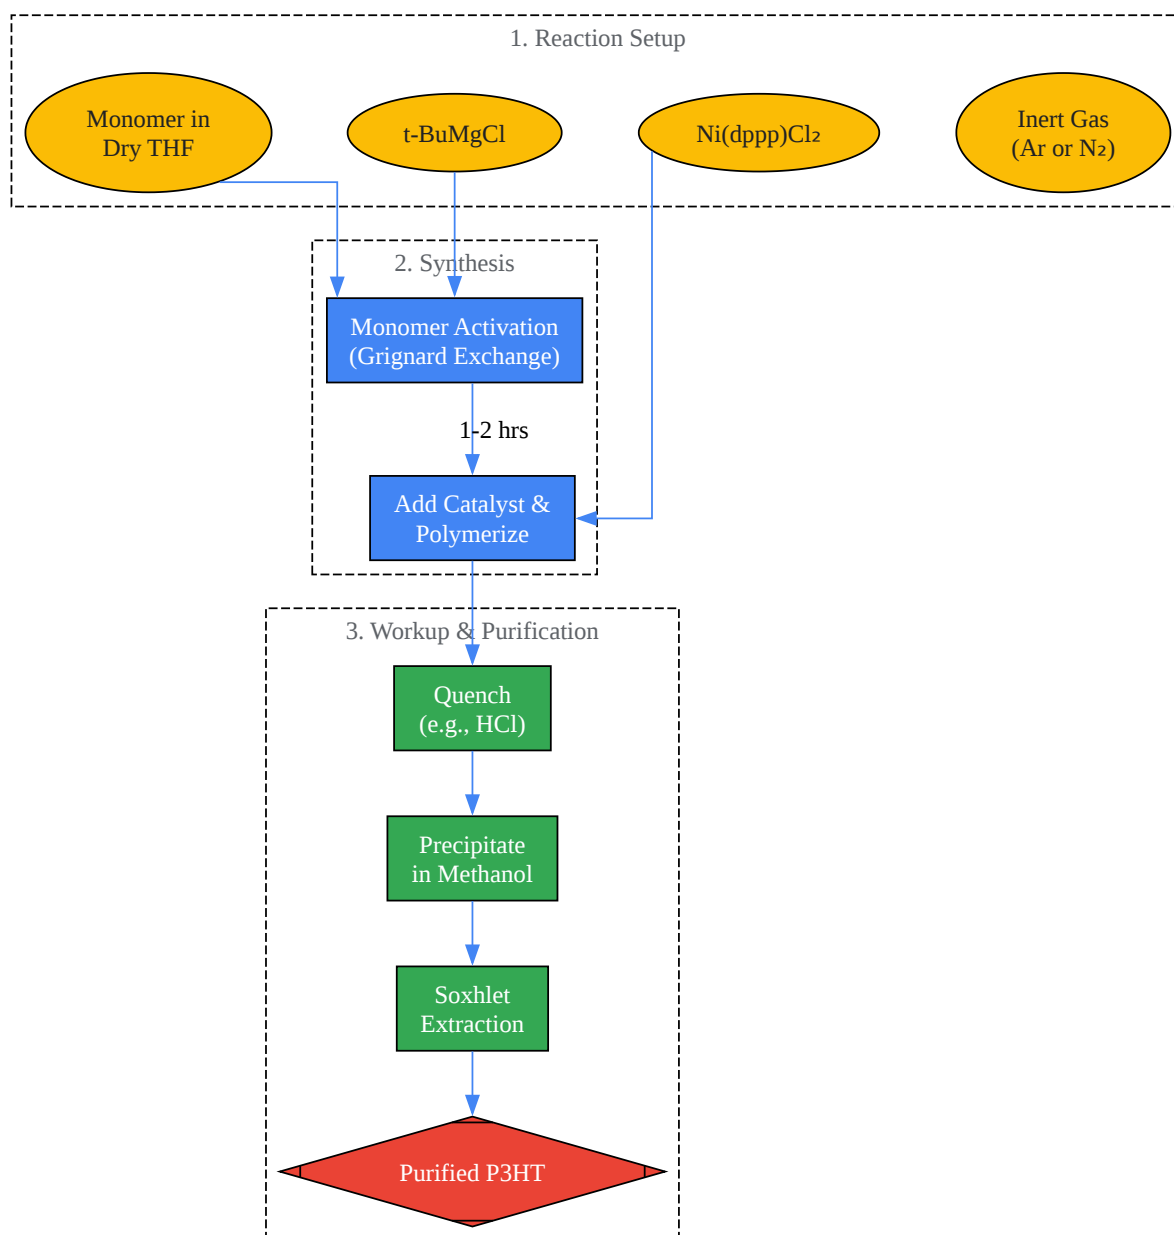 1. Reaction Setup
Monomer in
Dry THF
t-BuMgCl
Ni(dppp)Cl₂
Inert Gas
(Ar or N₂)
2. Synthesis
Monomer Activation
(Grignard Exchange)
1-2 hrs
Add Catalyst &
Polymerize
3. Workup & Purification
Quench
(e.g., HCl)
Precipitate
in Methanol
Soxhlet
Extraction
Purified P3HT